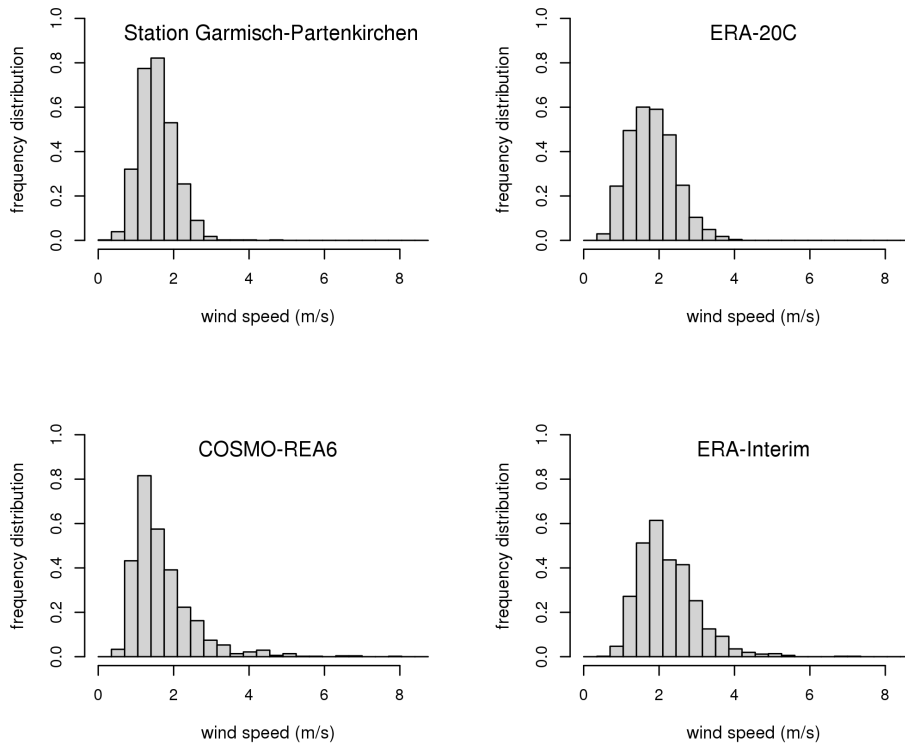 Station Garmisch-Partenkirchen
frequency distribution
0.0 0.2 0.4 0.6 0.8 1.0
0 2 4 6 8
wind speed (m/s)
ERA-20C
frequency distribution
0.0 0.2 0.4 0.6 0.8 1.0
0 2 4 6 8
wind speed (m/s)
COSMO-REA6
frequency distribution
0.0 0.2 0.4 0.6 0.8 1.0
0 2 4 6 8
wind speed (m/s)
ERA-Interim
frequency distribution
0.0 0.2 0.4 0.6 0.8 1.0
0 2 4 6 8
wind speed (m/s)